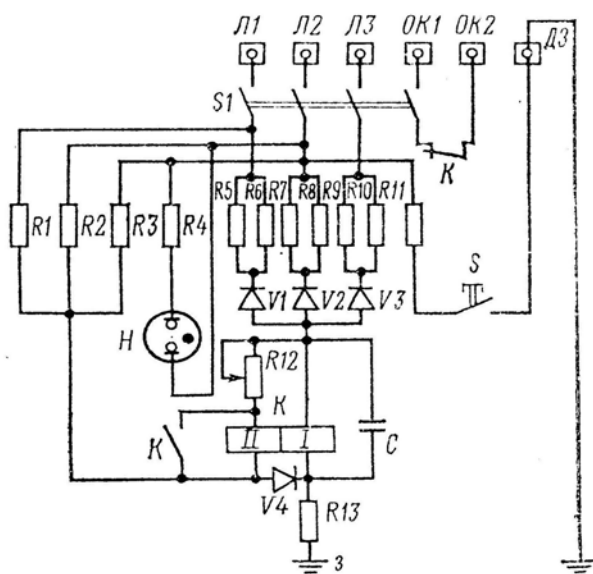 Л1 Л2 Л3 ОК1 ОК2 ДЗ
S1
К
R5 R6 R7 R8 R9 R10 R11
R1 R2 R3 R4
S
V1 V2 V3
Н
R12
К
К
II I
С
V4
R13
З